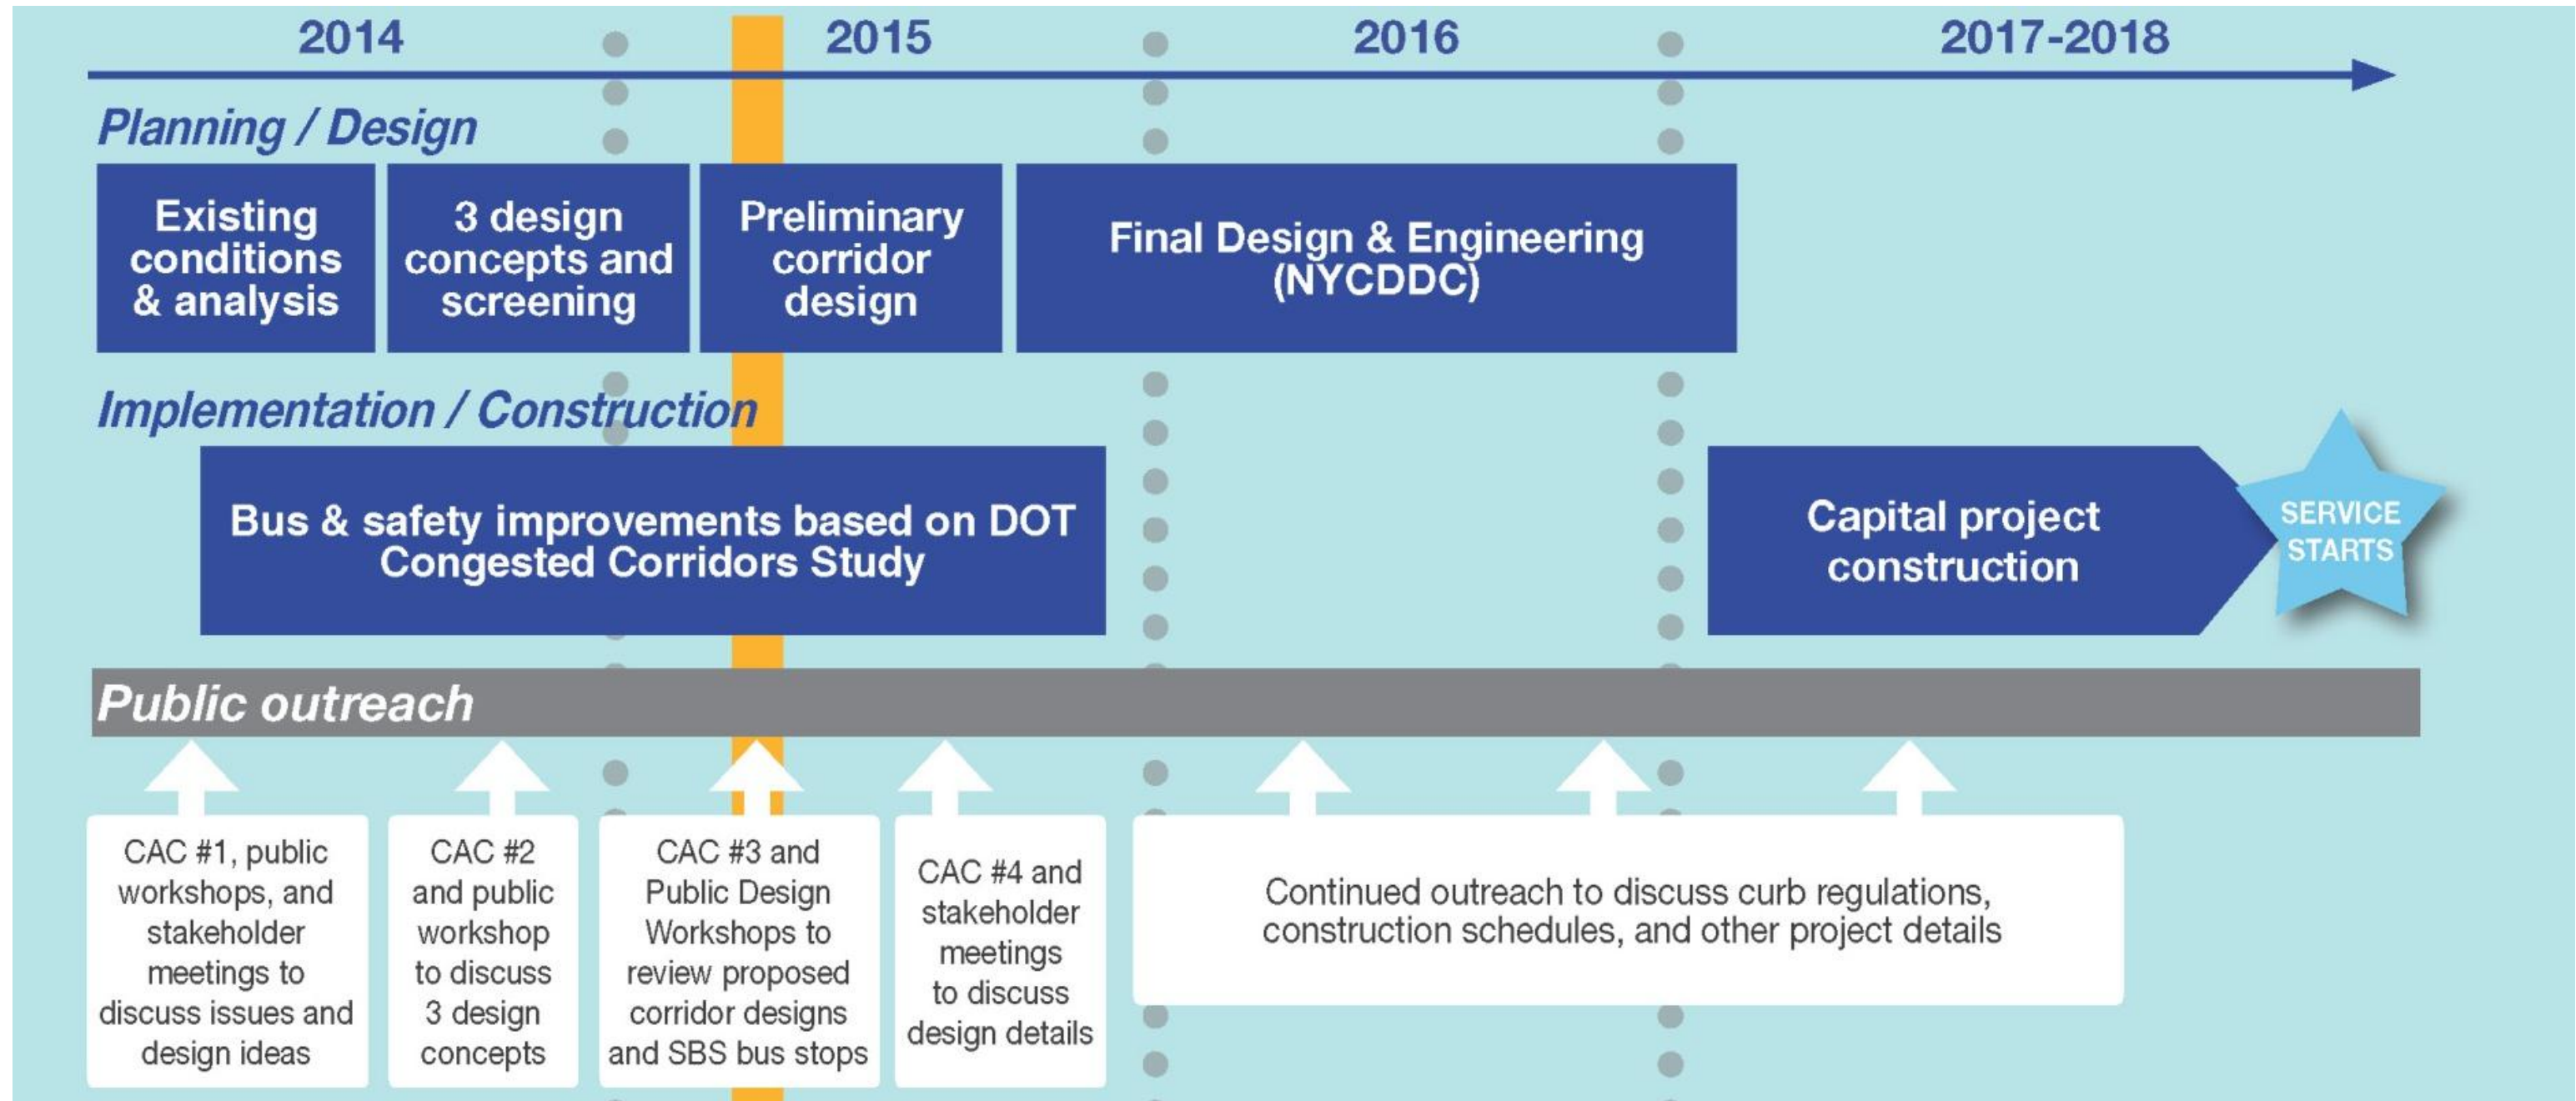 2014
2015
2016
2017-2018
Planning / Design
Existing
conditions
& analysis
3 design
concepts and
screening
Preliminary
corridor
design
Final Design & Engineering
(NYCDDC)
Implementation / Construction
Bus & safety improvements based on DOT
Congested Corridors Study
Capital project
construction
SERVICE
STARTS
Public outreach
CAC #1, public
workshops, and
stakeholder
meetings to
discuss issues and
design ideas
CAC #2
and public
workshop
to discuss
3 design
concepts
CAC #3 and
Public Design
Workshops to
review proposed
corridor designs
and SBS bus stops
CAC #4 and
stakeholder
meetings
to discuss
design details
Continued outreach to discuss curb regulations,
construction schedules, and other project details